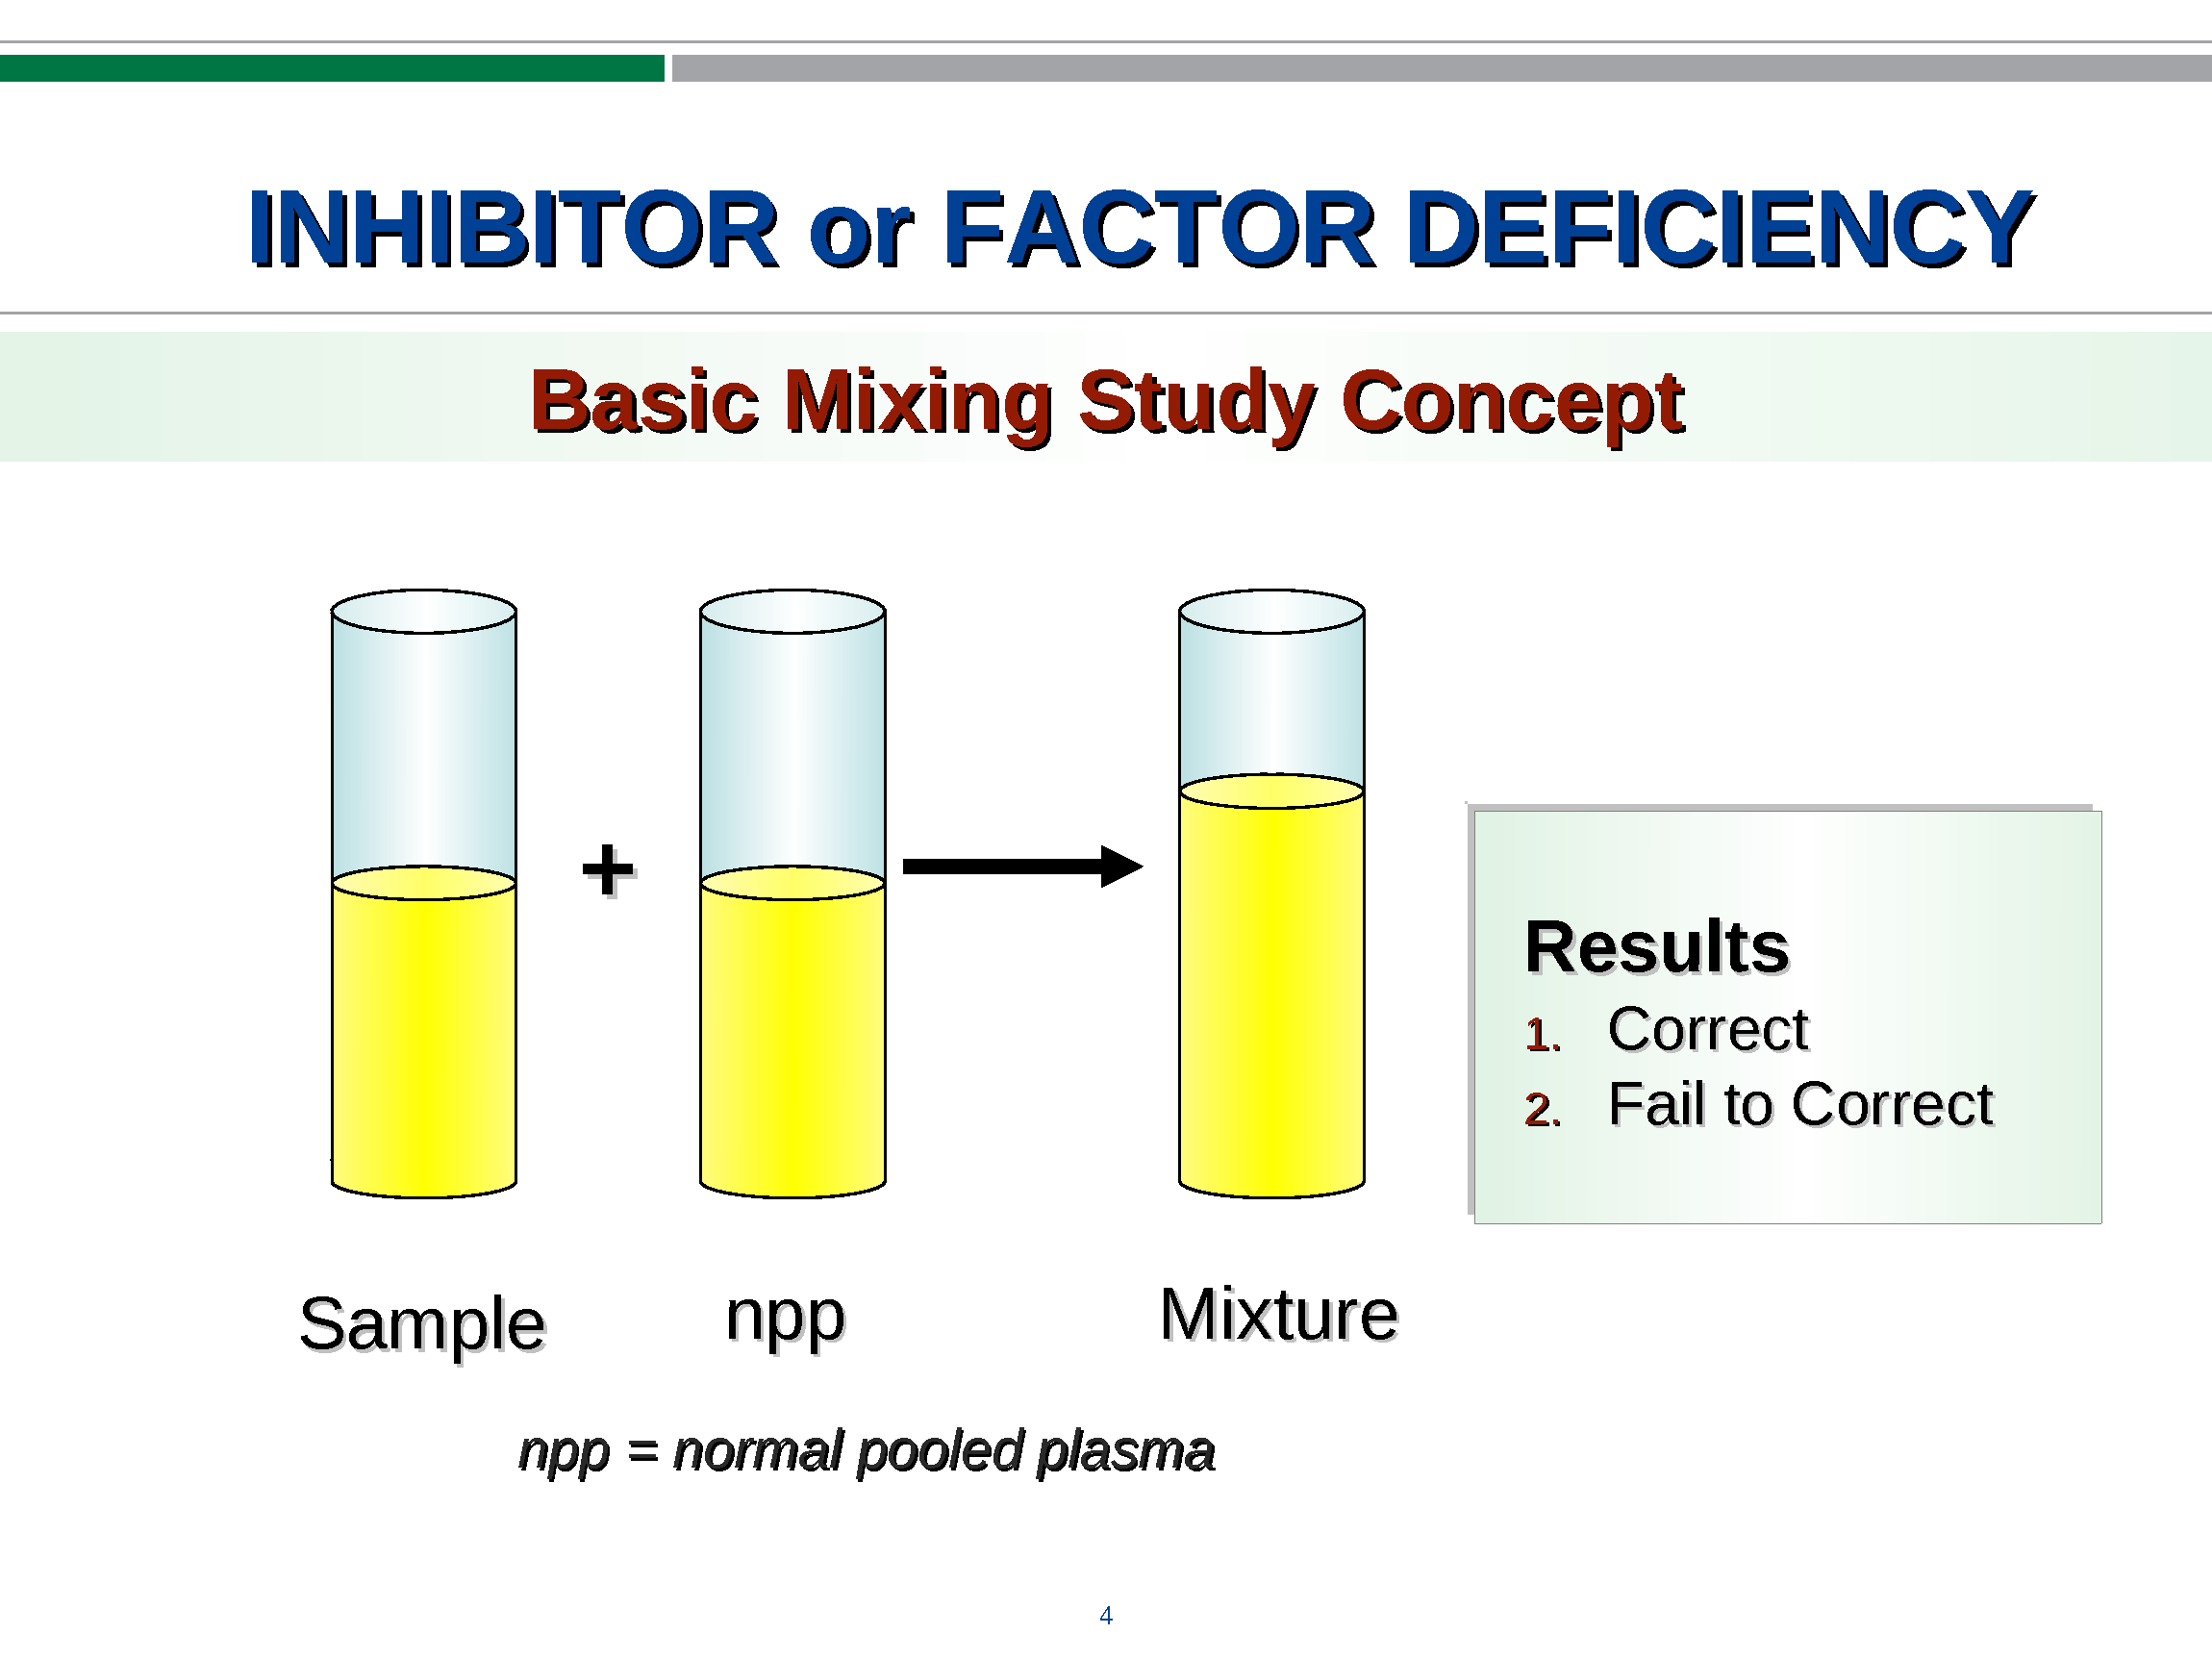 INHIBITOR or FACTOR DEFICIENCY
Basic Mixing Study Concept
+
Results
1. Correct
2. Fail to Correct
Sample
npp
Mixture
npp = normal pooled plasma
4